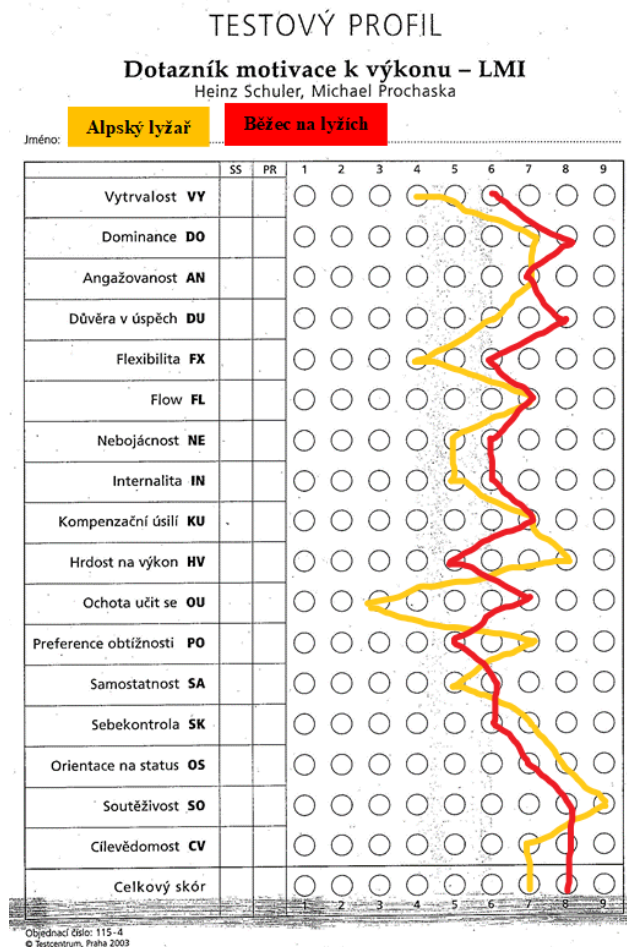 TESTOVÝ PROFIL
Dotazník motivace k výkonu – LMI
Heinz Schuler, Michael Prochaska
Jméno: Alpský lyžař Běžec na lyžích
SS PR 1 2 3 4 5 6 7 8 9
Vytrvalost VY
Dominance DO
Angažovanost AN
Důvěra v úspěch DU
Flexibilita FX
Flow FL
Nebojácnost NE
Internalita IN
Kompenzační úsilí KU
Hrdost na výkon HV
Ochota učit se OU
Preference obtížnosti PO
Samostatnost SA
Sebekontrola SK
Orientace na status OS
Soutěživost SO
Cílevědomost CV
Celkový skór
1 2 3 4 5 6 7 8 9
Objednací číslo: 115-4
© Testcentrum, Praha 2003